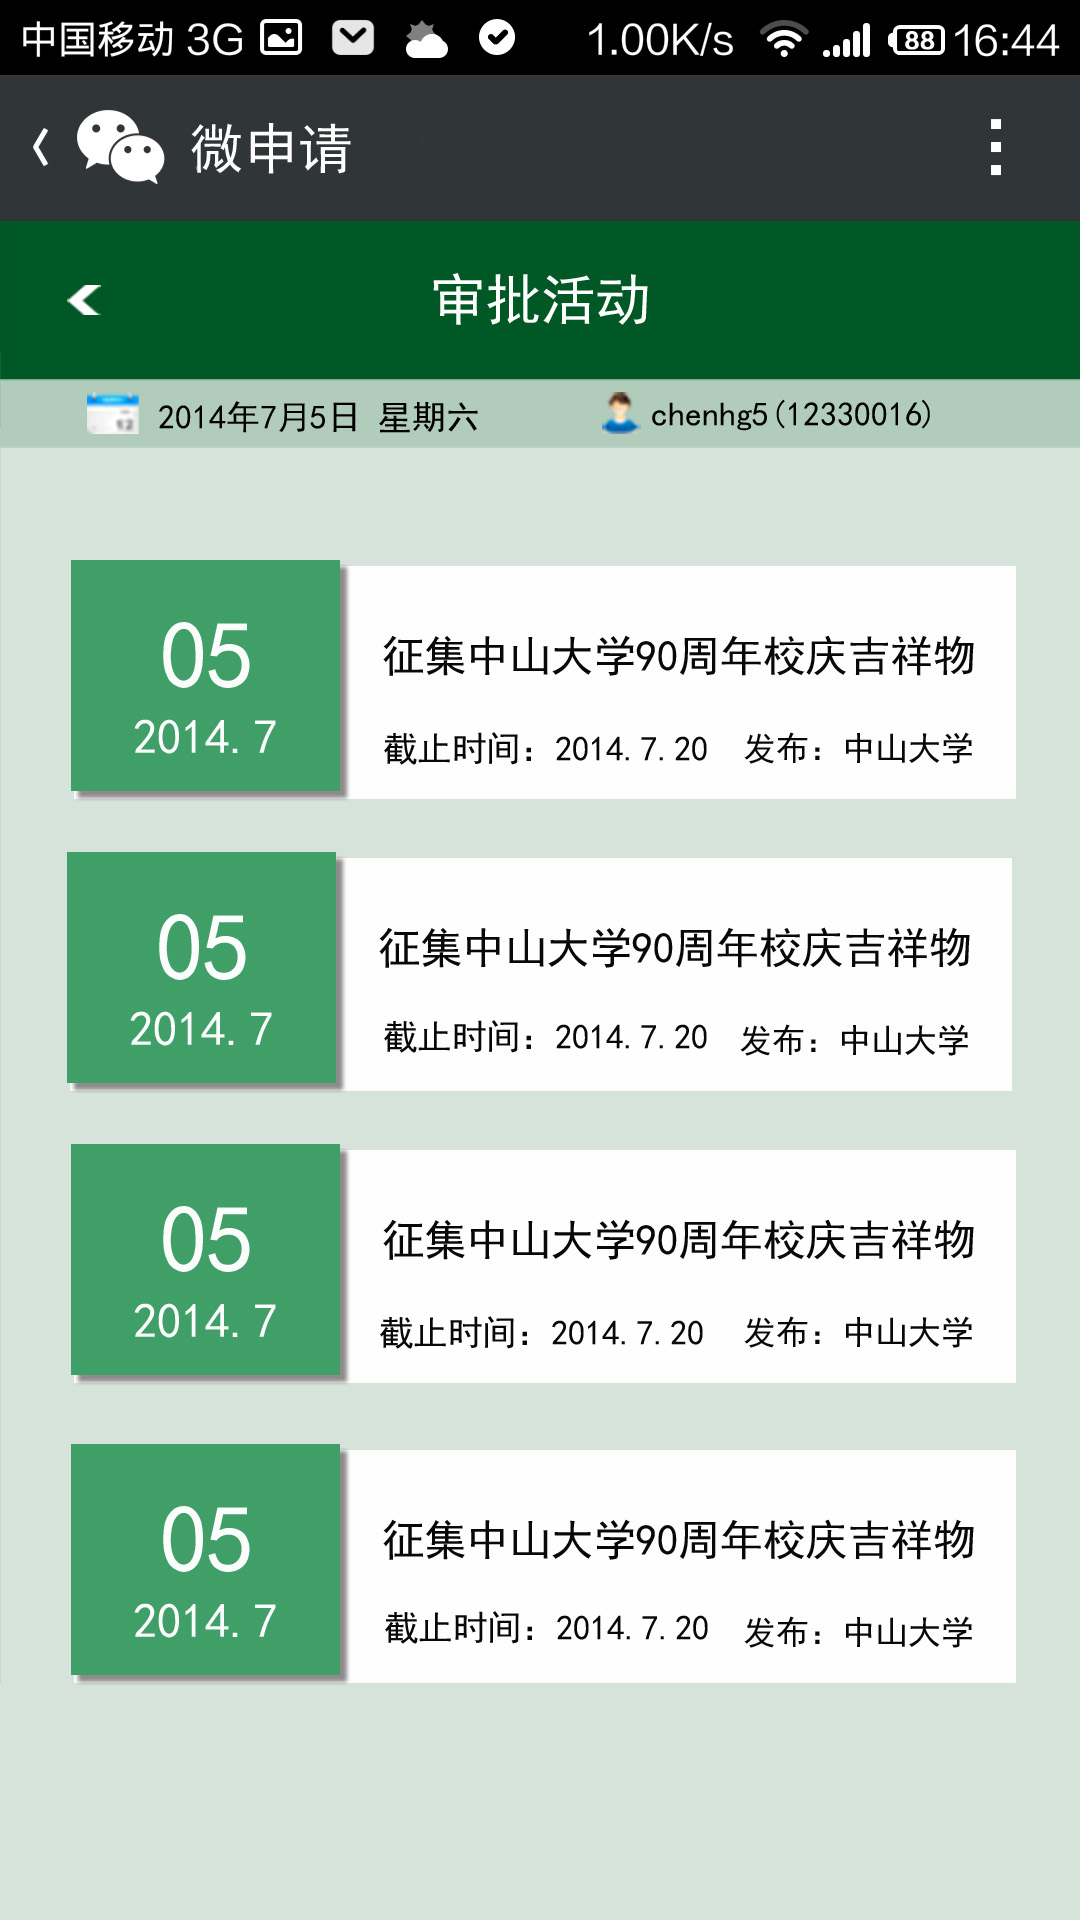 中国移动 3G 1.00K/s 88 16:44
微申请
审批活动
2014年7月5日 星期六 chenhg5(12330016)
05
2014.7
征集中山大学90周年校庆吉祥物
截止时间：2014.7.20 发布：中山大学
05
2014.7
征集中山大学90周年校庆吉祥物
截止时间：2014.7.20 发布：中山大学
05
2014.7
征集中山大学90周年校庆吉祥物
截止时间：2014.7.20 发布：中山大学
05
2014.7
征集中山大学90周年校庆吉祥物
截止时间：2014.7.20 发布：中山大学